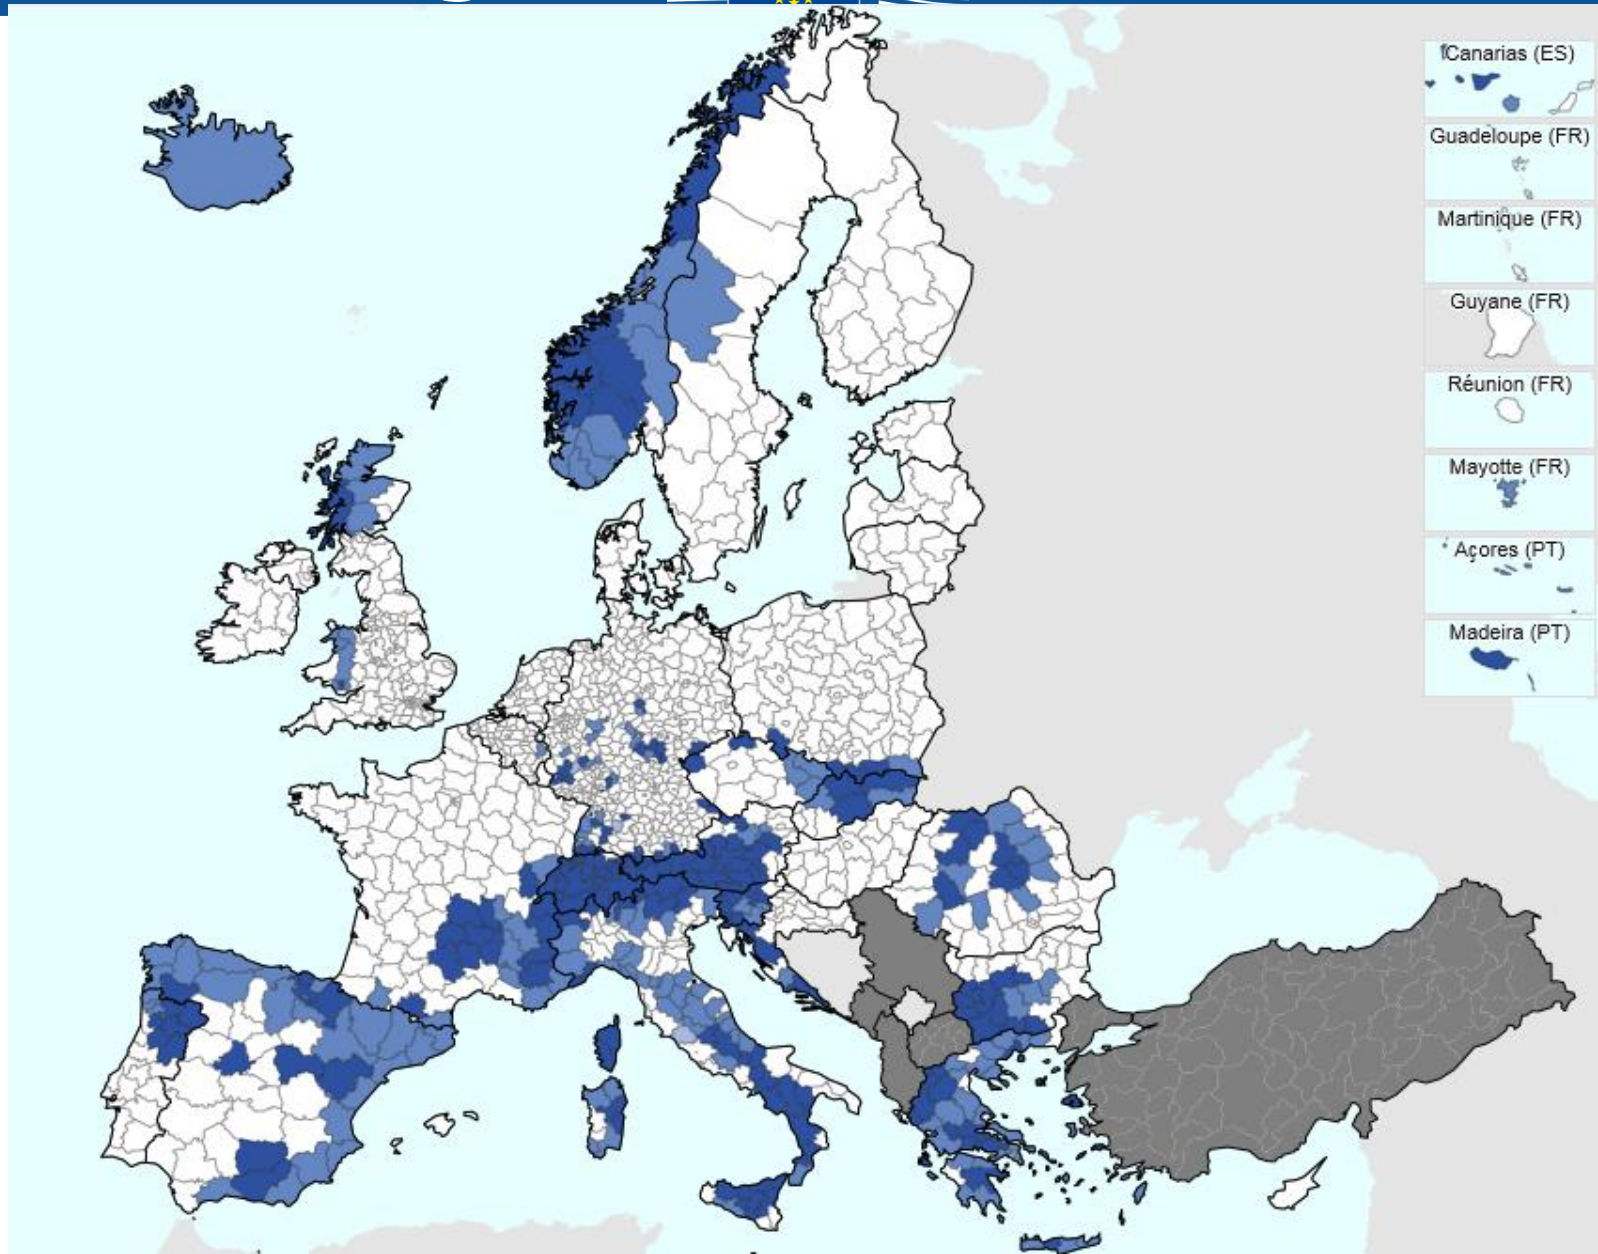 Canarias (ES)
Guadeloupe (FR)
Martinique (FR)
Guyane (FR)
Réunion (FR)
Mayotte (FR)
Açores (PT)
Madeira (PT)